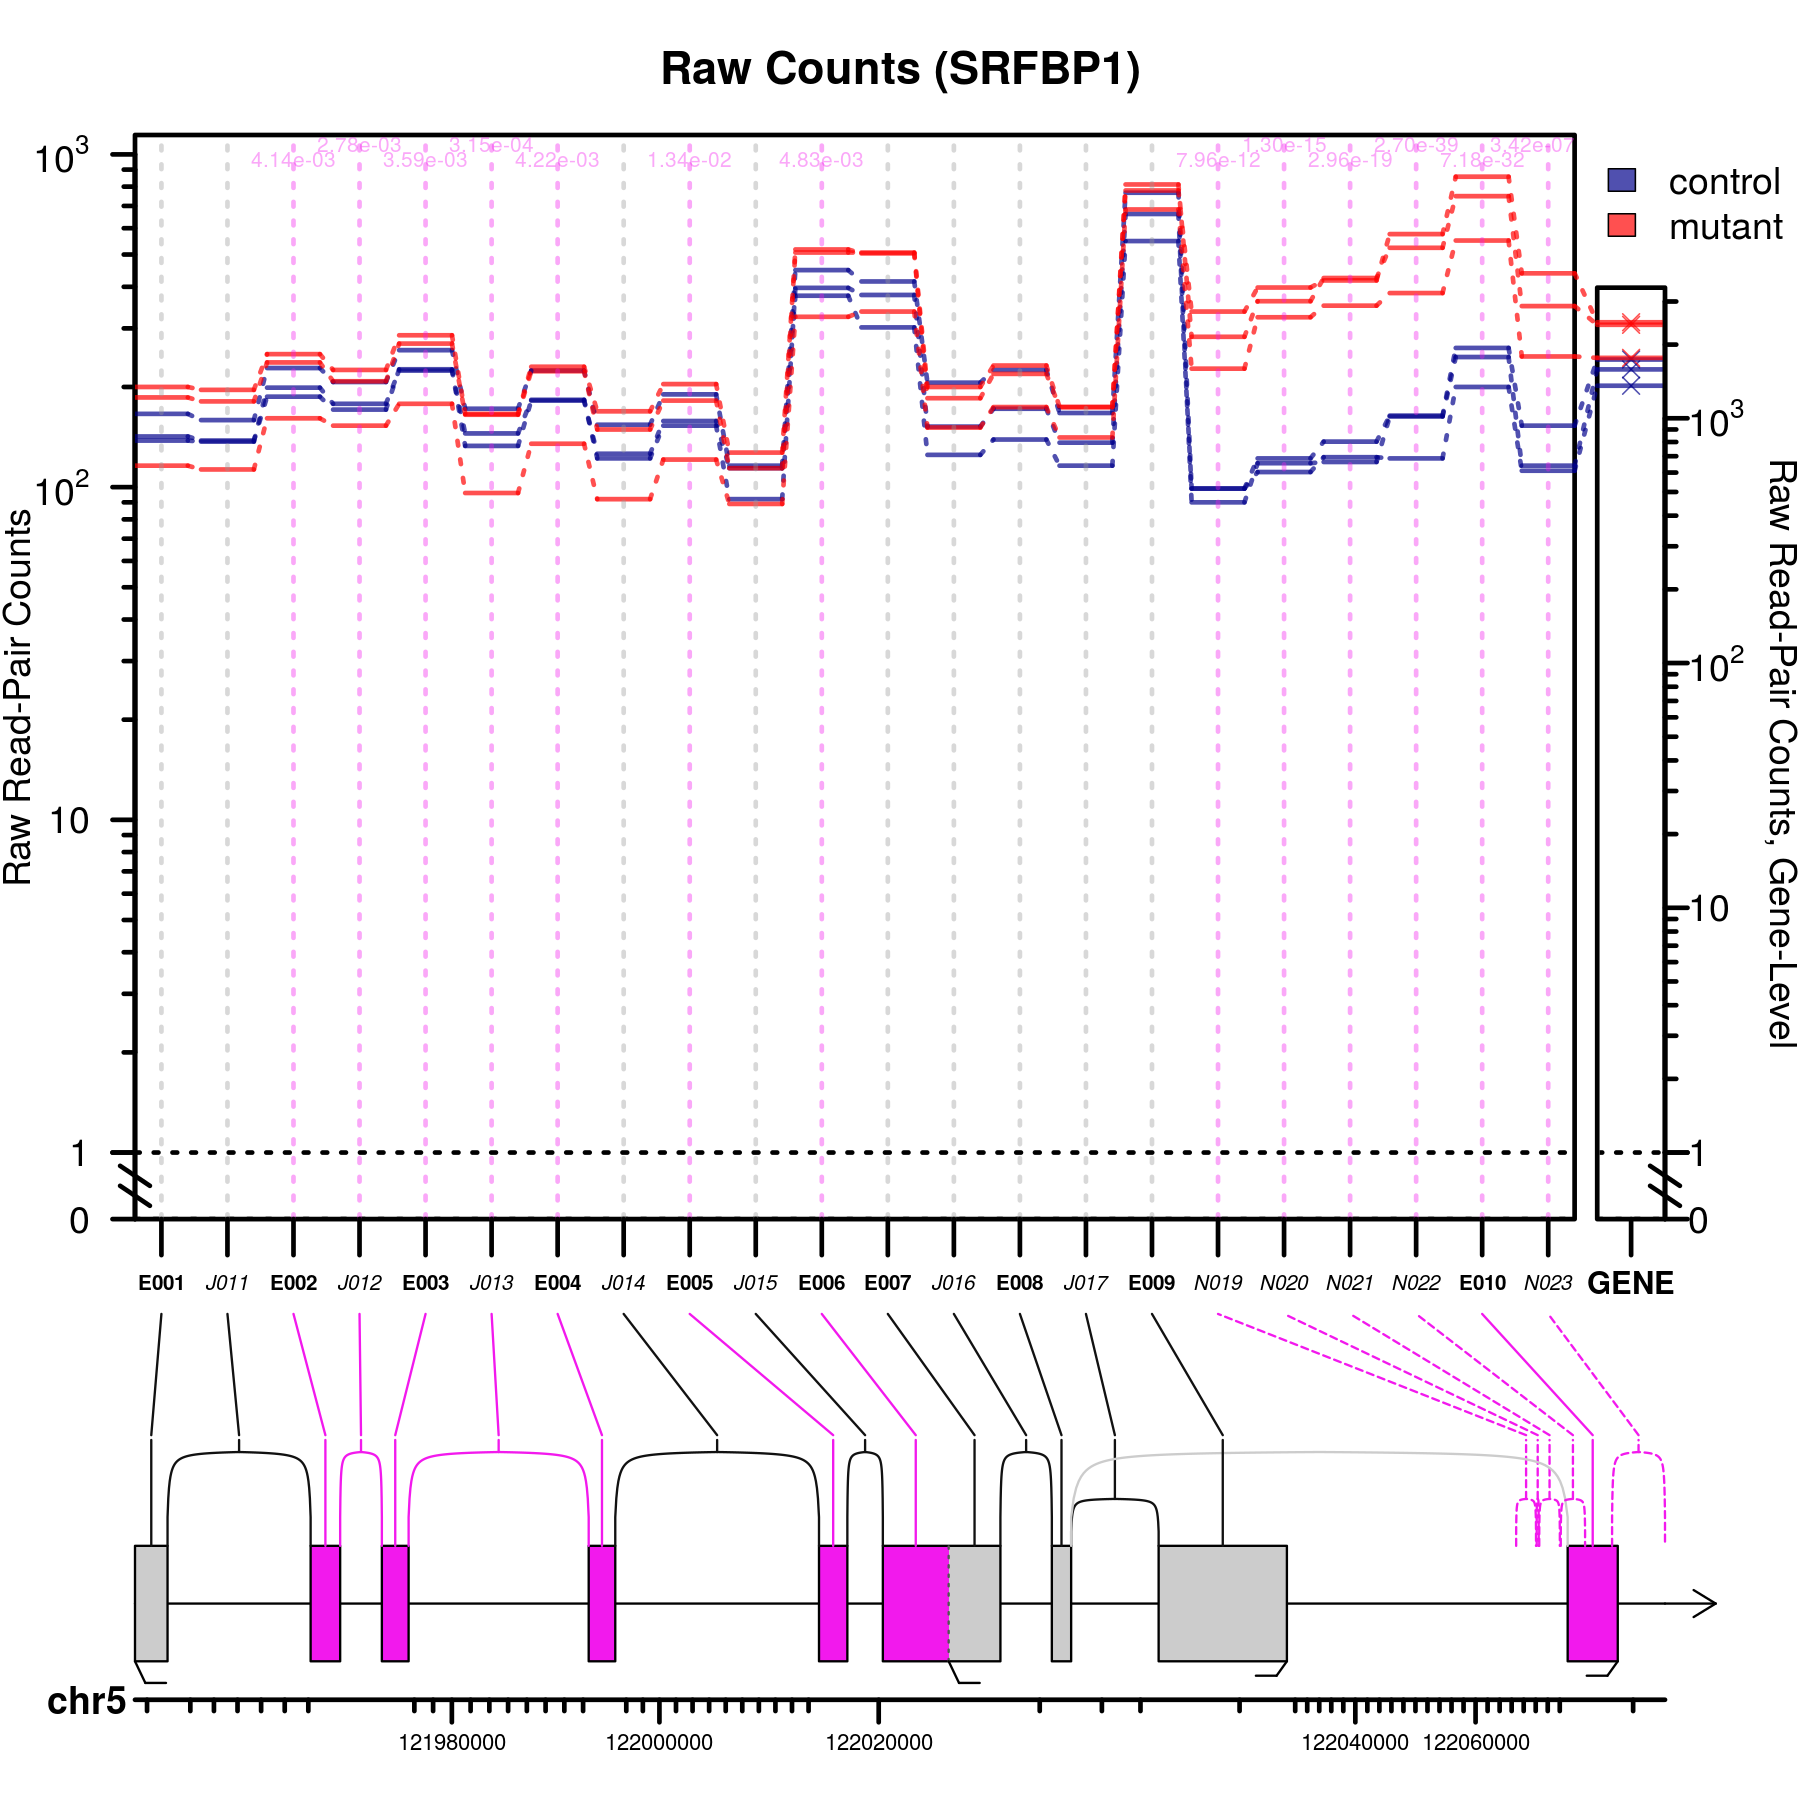 Raw Counts (SRFBP1)
2.78e-03 3.15e-04 1.30e-15 2.70e-39 3.42e-07
4.14e-03 3.59e-03 4.22e-03 1.34e-02 4.83e-03 7.96e-12 2.96e-19 7.18e-32
control
mutant
Raw Read-Pair Counts
10³
10²
10
1
0
Raw Read-Pair Counts, Gene-Level
10³
10²
10
1
0
E001 J011 E002 J012 E003 J013 E004 J014 E005 J015 E006 E007 J016 E008 J017 E009 N019 N020 N021 N022 E010 N023 GENE
chr5
121980000 122000000 122020000 122040000 122060000